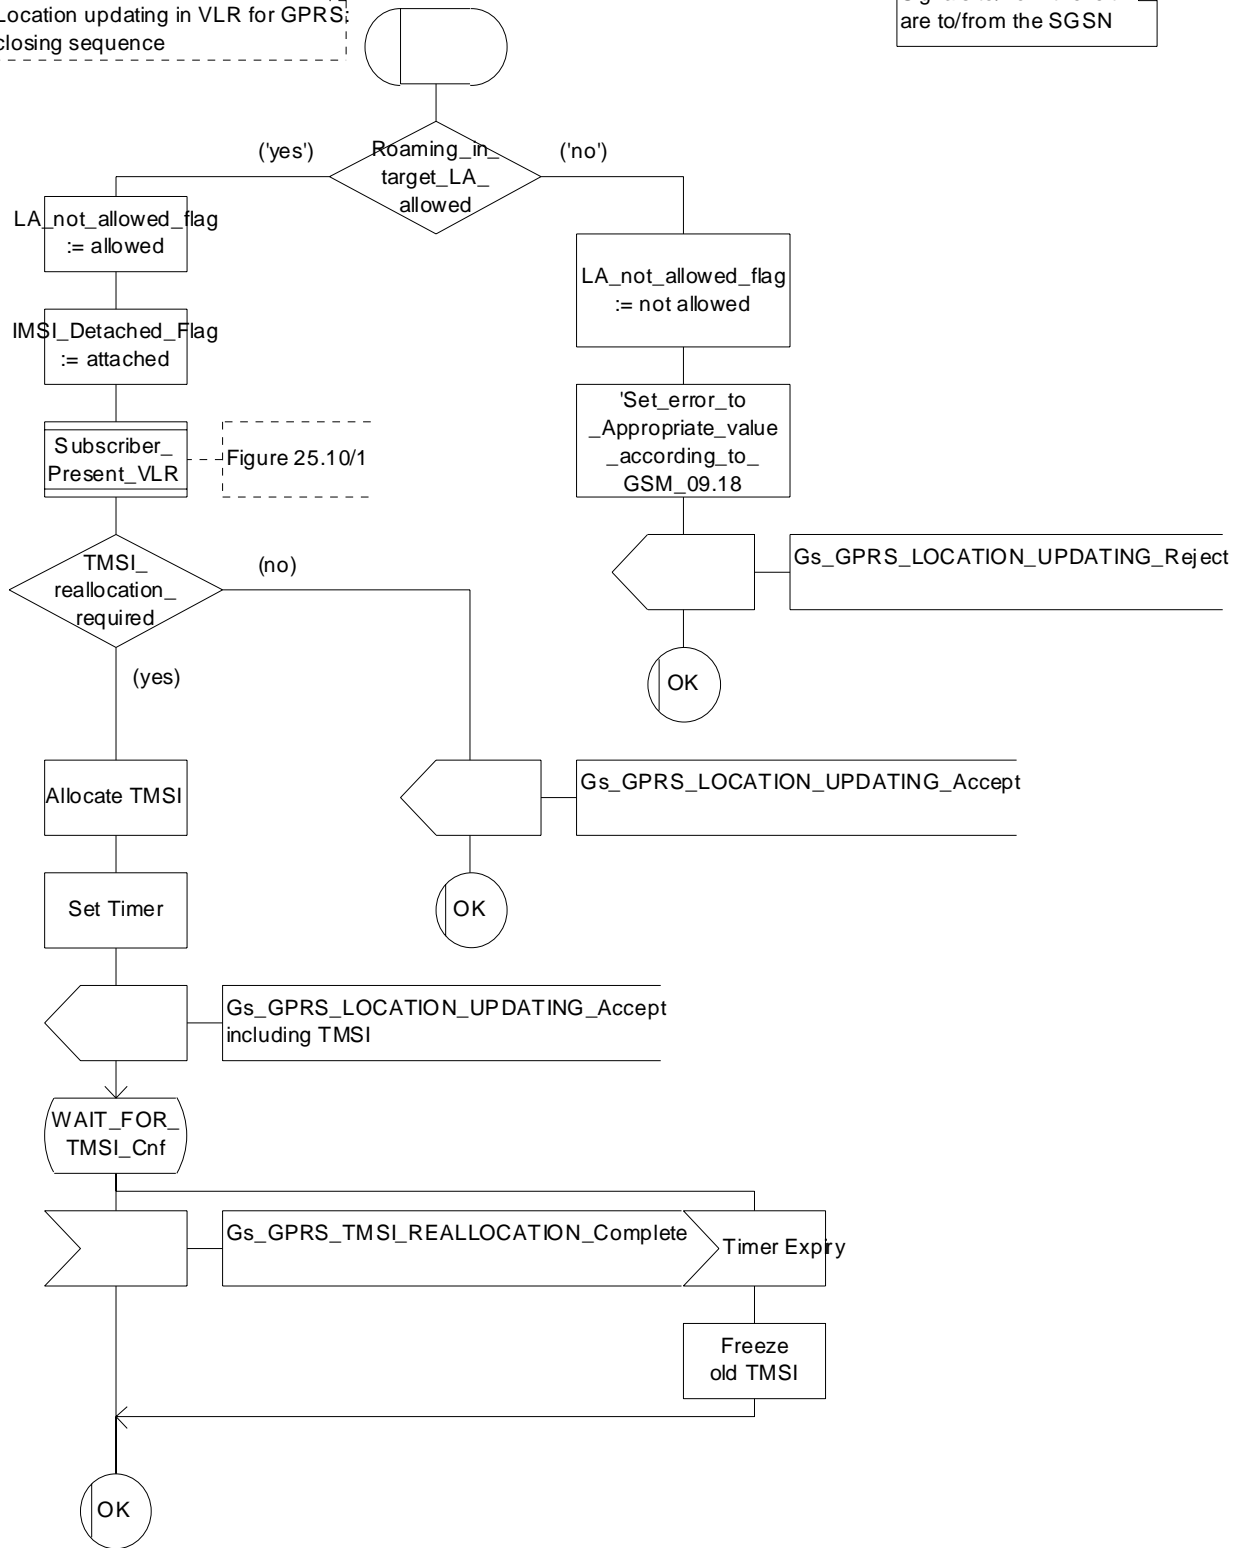 Location updating in VLR for GPRS:
closing sequence
are to/from the SGSN
('yes')
Roaming_in_
target_LA_
allowed
('no')
LA_not_allowed_flag
:= allowed
LA_not_allowed_flag
:= not allowed
IMSI_Detached_Flag
:= attached
'Set_error_to
_Appropriate_value
_according_to_
GSM_09.18
Subscriber_
Present_VLR
Figure 25.10/1
TMSI_
reallocation_
required
(no)
Gs_GPRS_LOCATION_UPDATING_Reject
(yes)
OK
Allocate TMSI
Gs_GPRS_LOCATION_UPDATING_Accept
Set Timer
OK
Gs_GPRS_LOCATION_UPDATING_Accept
including TMSI
WAIT_FOR_
TMSI_Cnf
Gs_GPRS_TMSI_REALLOCATION_Complete
Timer Expiry
Freeze
old TMSI
OK